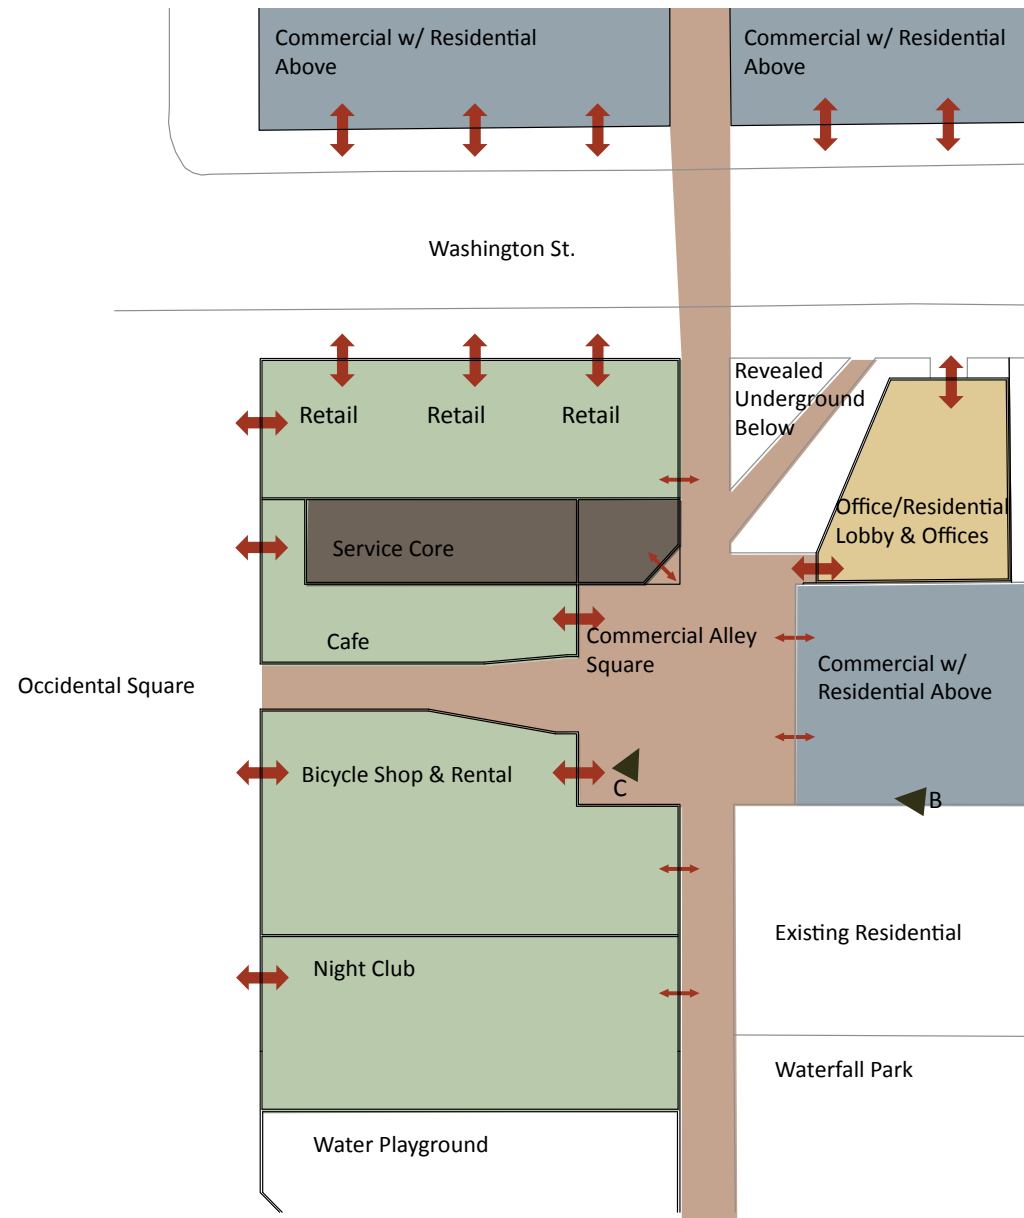 Commercial w/ Residential
Above
Commercial w/ Residential
Above
Washington St.
Revealed
Underground
Below
Retail
Retail
Retail
Office/Residential
Lobby & Offices
Service Core
Cafe
Commercial Alley
Square
Commercial w/
Residential Above
Occidental Square
Bicycle Shop & Rental
C
B
Existing Residential
Night Club
Waterfall Park
Water Playground